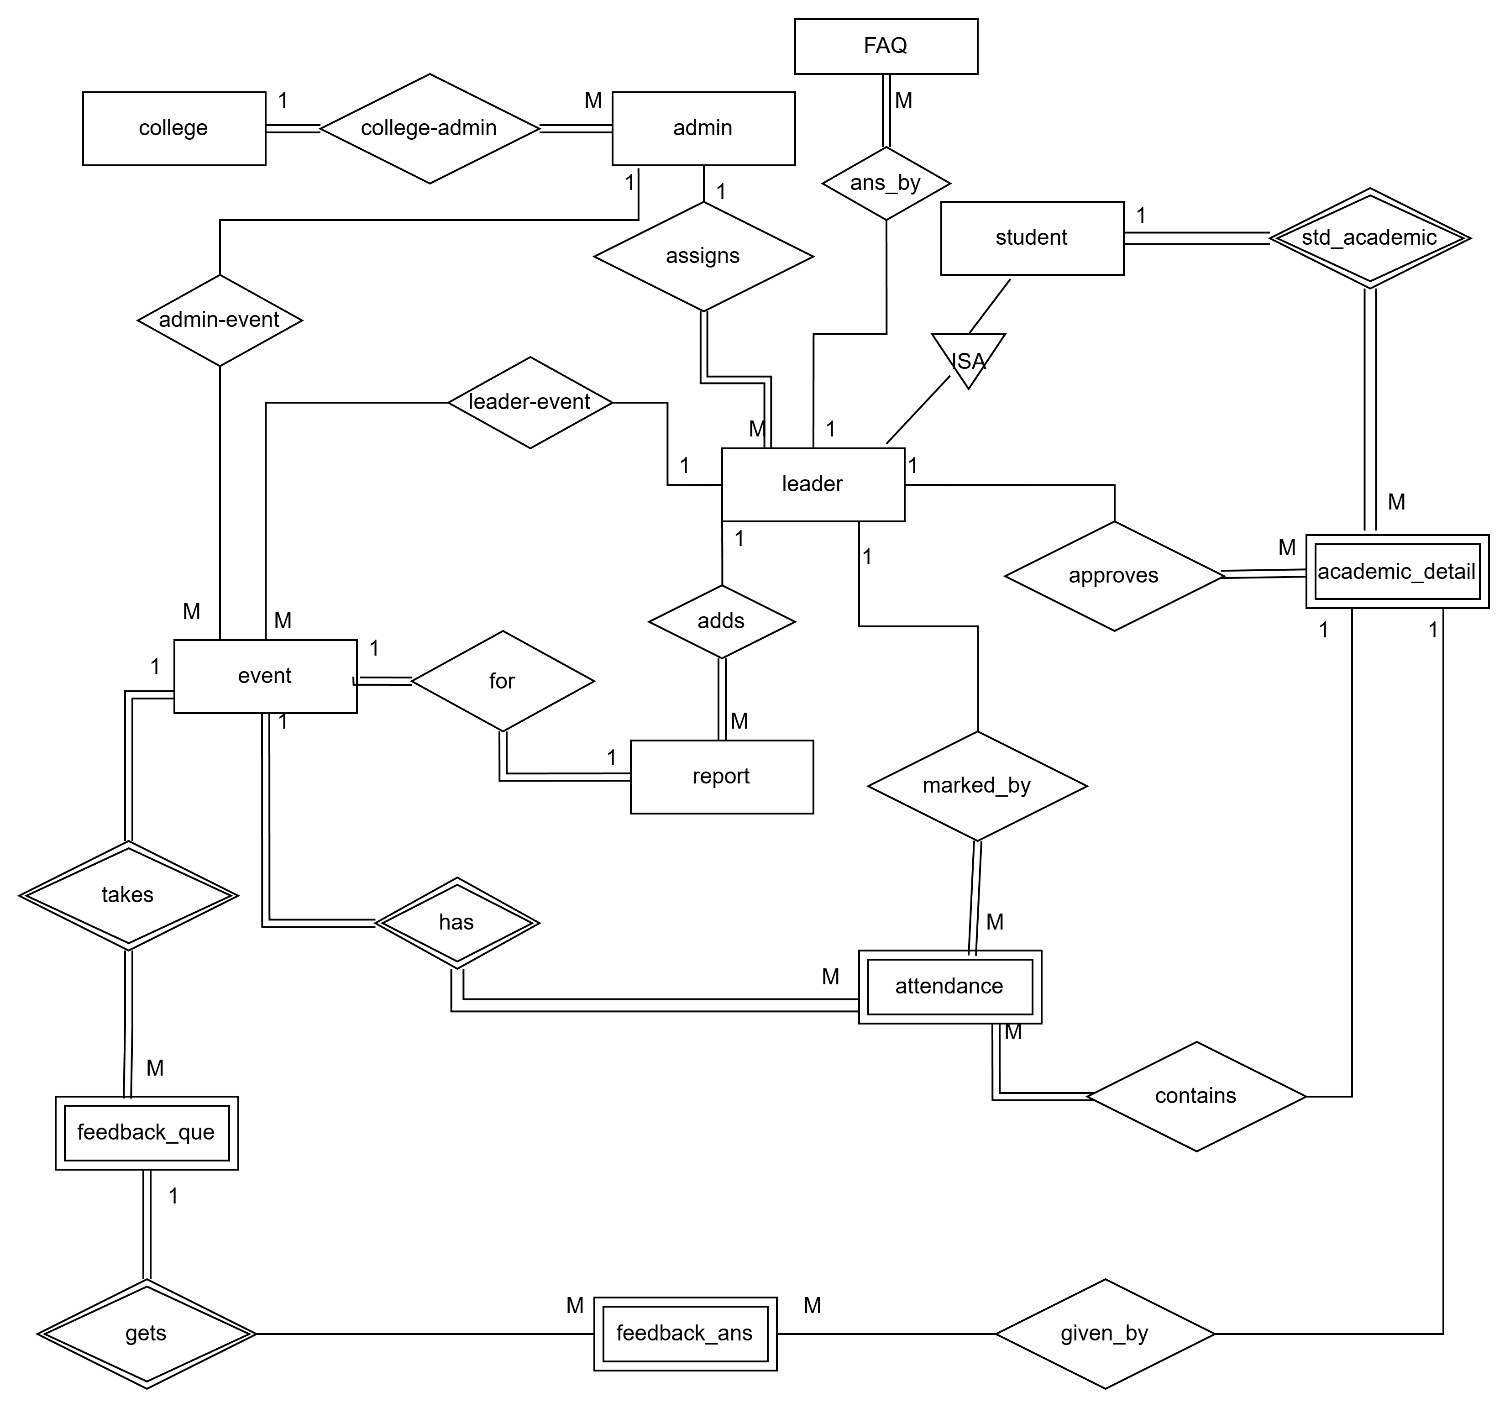 FAQ
1
M
M
college
college-admin
admin
1
1
ans_by
student
1
std_academic
assigns
admin-event
ISA
leader-event
M
1
1
leader
1
M
1
1
M
approves
academic_detail
M
M
adds
1
1
1
1
event
for
1
M
1
report
marked_by
takes
has
M
M
attendance
M
M
contains
feedback_que
1
M
M
gets
feedback_ans
given_by